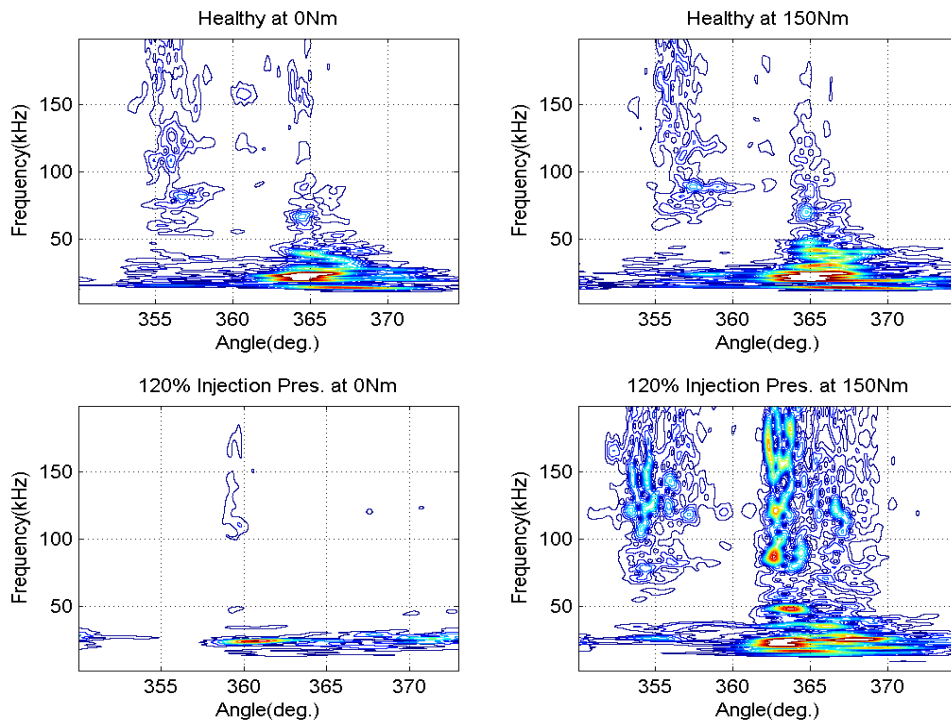 Healthy at 0Nm
Frequency(kHz)
150
100
50
355
360
365
370
Angle(deg.)
Healthy at 150Nm
Frequency(kHz)
150
100
50
355
360
365
370
Angle(deg.)
120% Injection Pres. at 0Nm
Frequency(kHz)
150
100
50
355
360
365
370
Angle(deg.)
120% Injection Pres. at 150Nm
Frequency(kHz)
150
100
50
355
360
365
370
Angle(deg.)